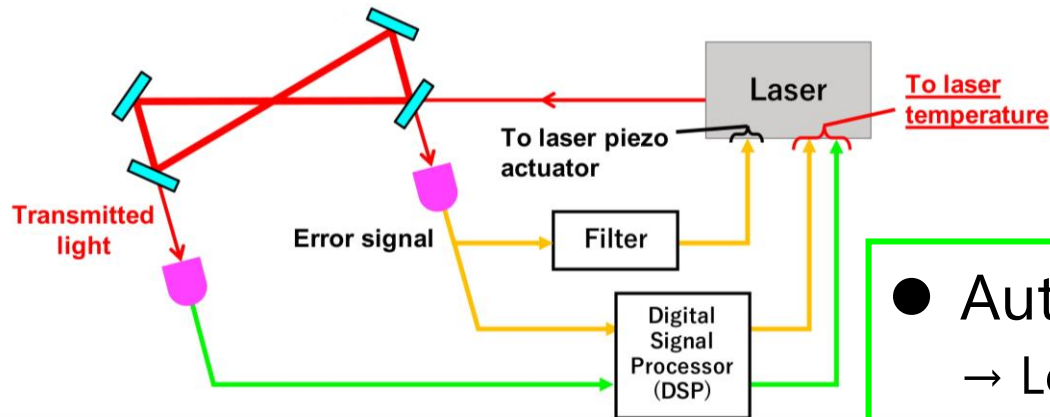 Laser
To laser
temperature
To laser piezo
actuator
Transmitted
light
Error signal
Filter
Digital
Signal
Processor
(DSP)
●
→